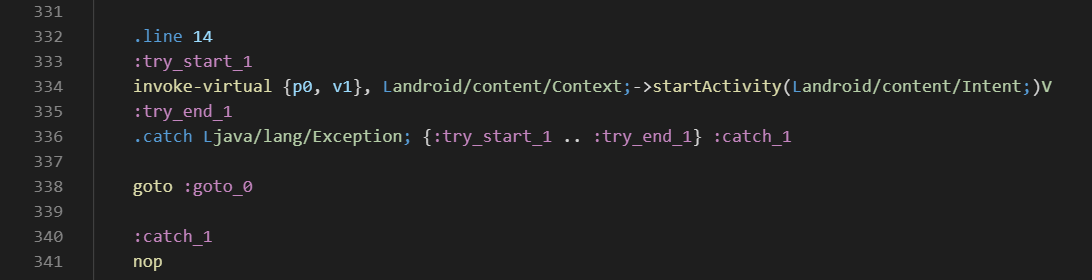 331
332 .line 14
333 :try_start_1
334 invoke-virtual {p0, v1}, Landroid/content/Context;->startActivity(Landroid/content/Intent;)V
335 :try_end_1
336 .catch Ljava/lang/Exception; {:try_start_1 .. :try_end_1} :catch_1
337
338 goto :goto_0
339
340 :catch_1
341 nop